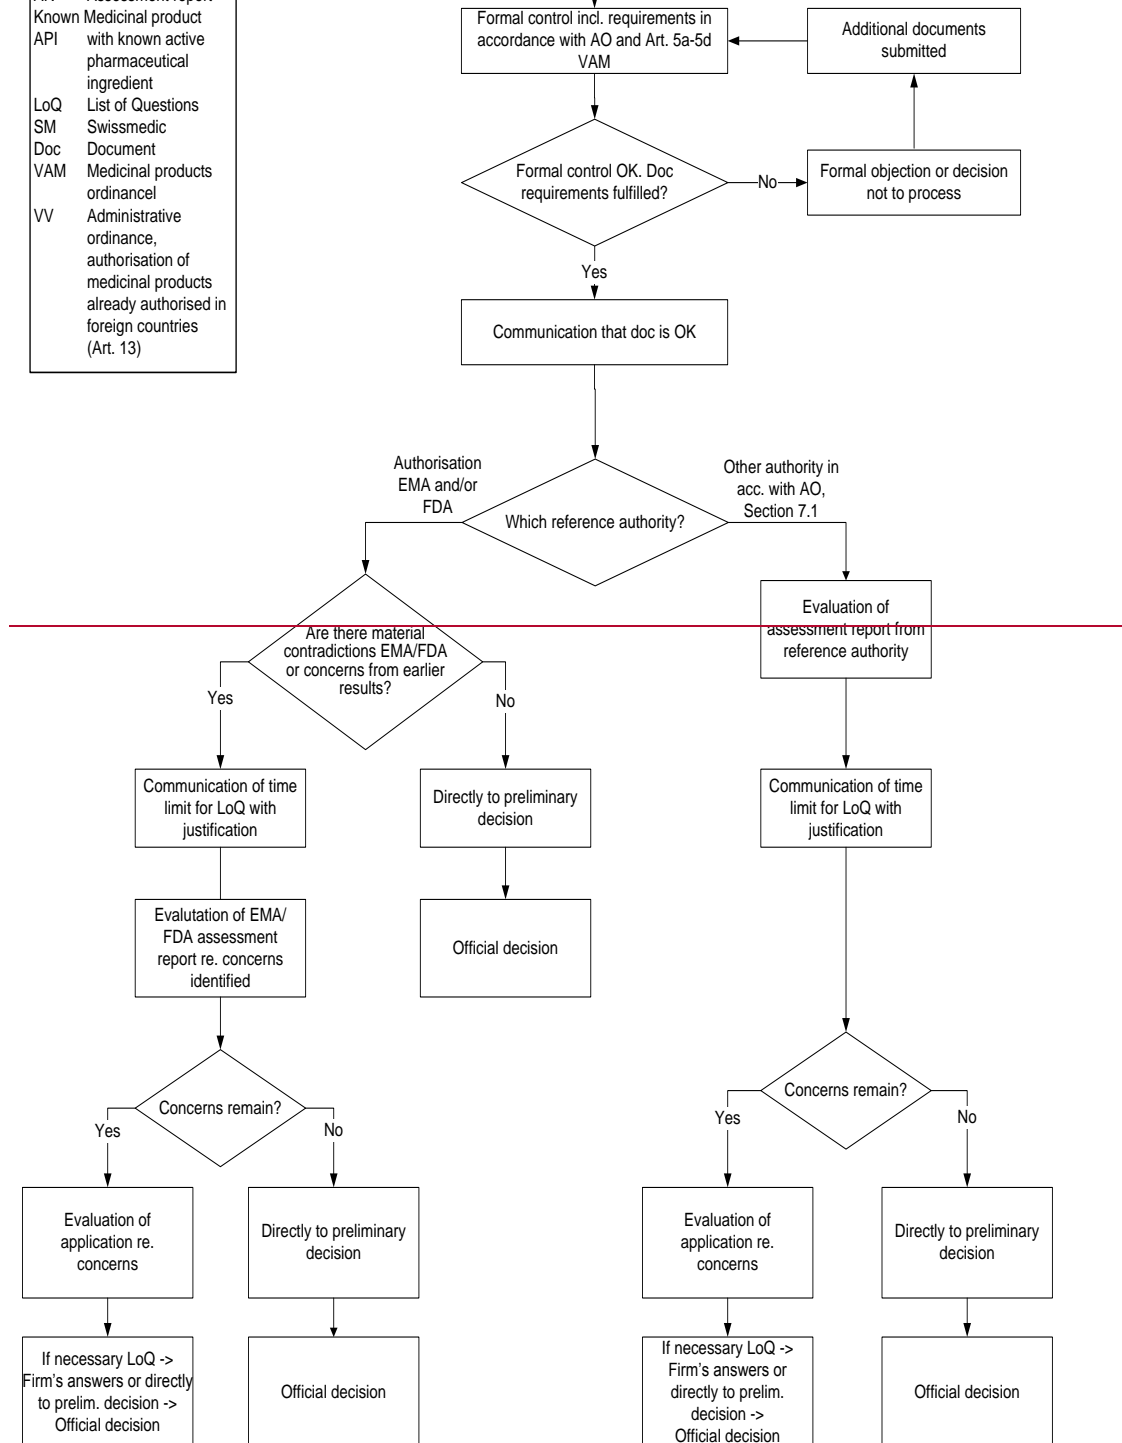 AR Assessment report
Known Medicinal product
API with known active
pharmaceutical
ingredient
LoQ List of Questions
SM Swissmedic
Doc Document
VAM Medicinal products
ordinancel
VV Administrative
ordinance,
authorisation of
medicinal products
already authorised in
foreign countries
(Art. 13)
Formal control incl. requirements in
accordance with AO and Art. 5a-5d
VAM
Additional documents
submitted
Formal control OK. Doc
requirements fulfilled?
No
Formal objection or decision
not to process
Yes
Communication that doc is OK
Authorisation
EMA and/or
FDA
Which reference authority?
Other authority in
acc. with AO,
Section 7.1
Are there material
contradictions EMA/FDA
or concerns from earlier
results?
Evaluation of
assessment report from
reference authority
Yes
No
Communication of time
limit for LoQ with
justification
Directly to preliminary
decision
Communication of time
limit for LoQ with
justification
Evalutation of EMA/
FDA assessment
report re. concerns
identified
Official decision
Concerns remain?
Yes
No
Concerns remain?
Yes
No
Evaluation of
application re.
concerns
Directly to preliminary
decision
Evaluation of
application re.
concerns
Directly to preliminary
decision
If necessary LoQ ->
Firm's answers or directly
to prelim. decision ->
Official decision
Official decision
If necessary LoQ ->
Firm's answers or
directly to prelim.
decision ->
Official decision
Official decision